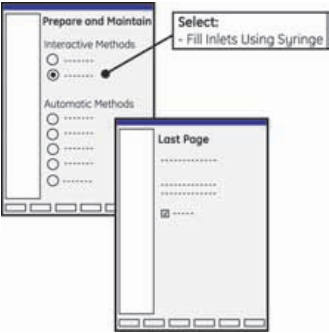 Prepare and Maintain
Select:
- Fill Inlets Using Syringe
Interactive Methods
Automatic Methods
Last Page